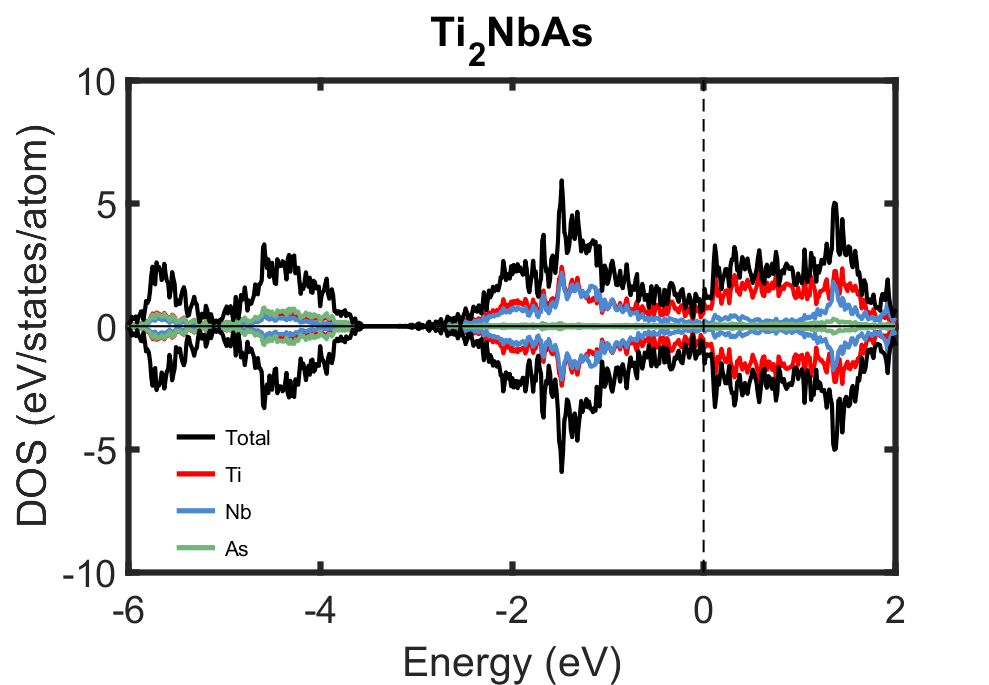 Ti2NbAs
DOS (eV/states/atom)
10
5
0
-5
-10
Total
Ti
Nb
As
-6 -4 -2 0 2
Energy (eV)